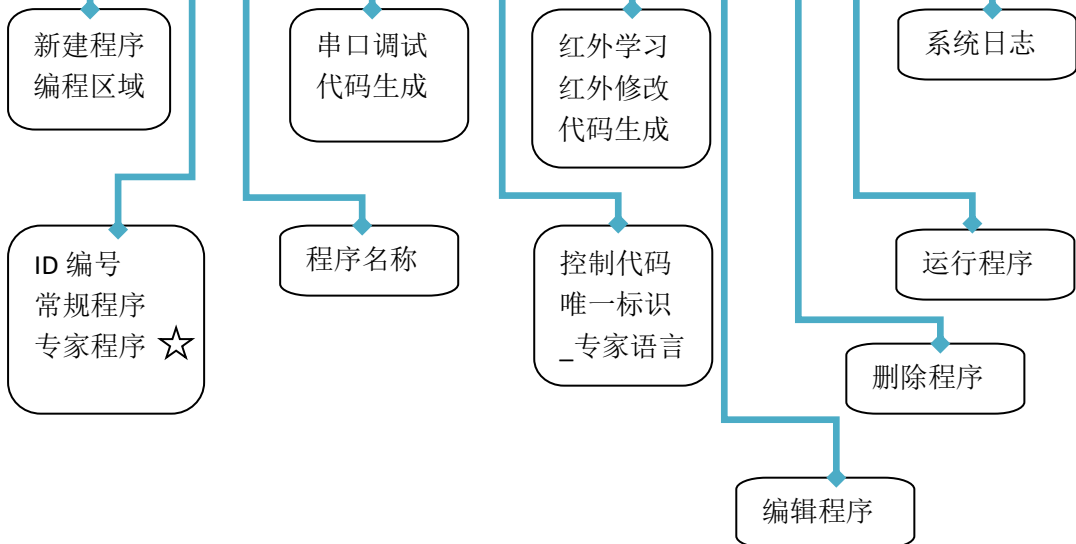 新建程序
编程区域
串口调试
代码生成
红外学习
红外修改
代码生成
系统日志
ID 编号
常规程序
专家程序 ☆
程序名称
控制代码
唯一标识
_专家语言
运行程序
删除程序
编辑程序